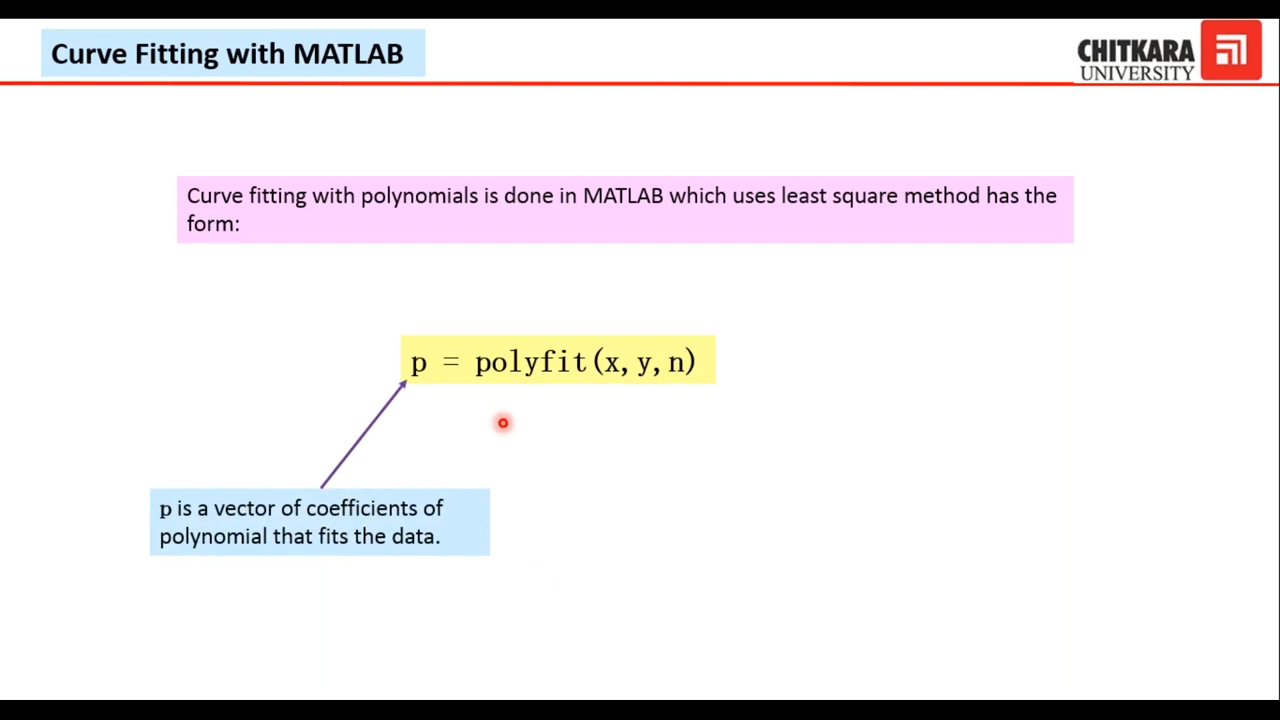 Curve Fitting with MATLAB
CHITKARA
UNIVERSITY
Curve fitting with polynomials is done in MATLAB which uses least square method has the
form:
p = polyfit(x,y,n)
p is a vector of coefficients of
polynomial that fits the data.